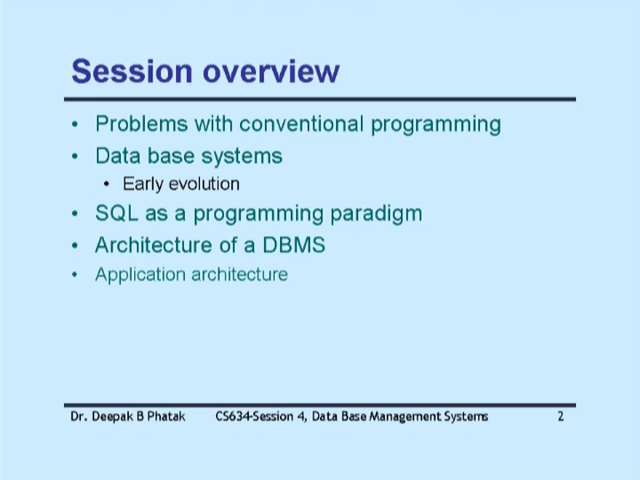 Session overview
• Problems with conventional programming
• Data base systems
• Early evolution
• SQL as a programming paradigm
• Architecture of a DBMS
• Application architecture
Dr. Deepak B Phatak CS634-Session 4, Data Base Management Systems 2